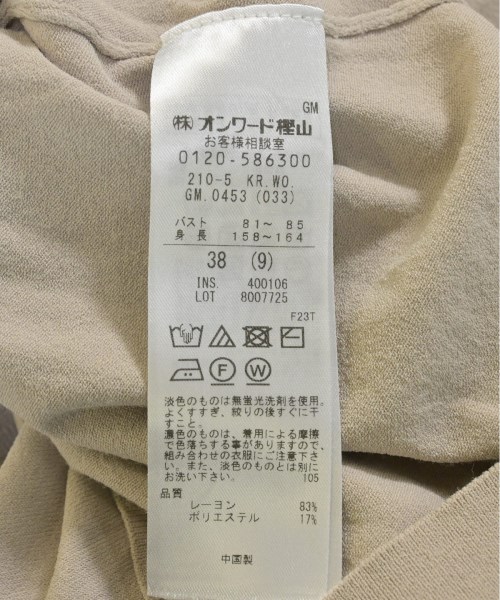 GM
㈱オンワード樫山
お客様相談室
0120-586300
210-5 KR.WO.
GM.0453 (033)
バスト 81～ 85
身 長 158～164
38 (9)
INS. 400106
LOT 8007725
F23T
F W
淡色のものは無蛍光洗剤を使用。
よくすすぎ、絞りの後すぐに干
すこと。
濃色のものは、着用による摩擦
で色落ちする事がありますので、
組み合わせの衣服にご注意下さ
い。また、淡色のものとは別に
お洗い下さい。 105
品質
レーヨン 83%
ポリエステル 17%
中国製